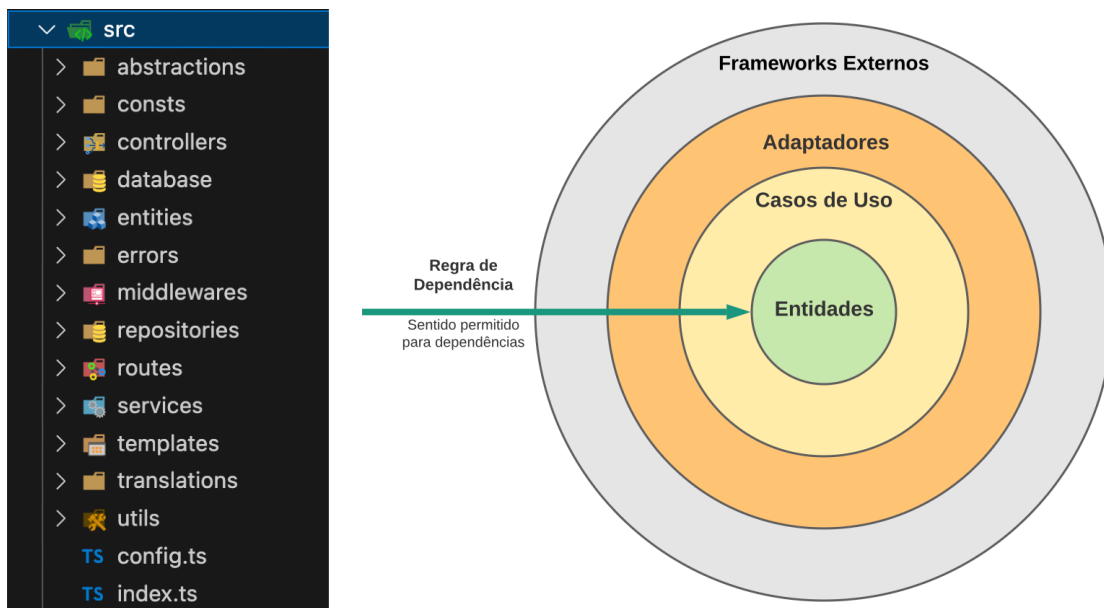 src
abstractions
consts
controllers
database
entities
errors
middlewares
repositories
routes
services
templates
translations
utils
TS config.ts
TS index.ts
Frameworks Externos
Adaptadores
Casos de Uso
Entidades
Regra de
Dependência
Sentido permitido
para dependências